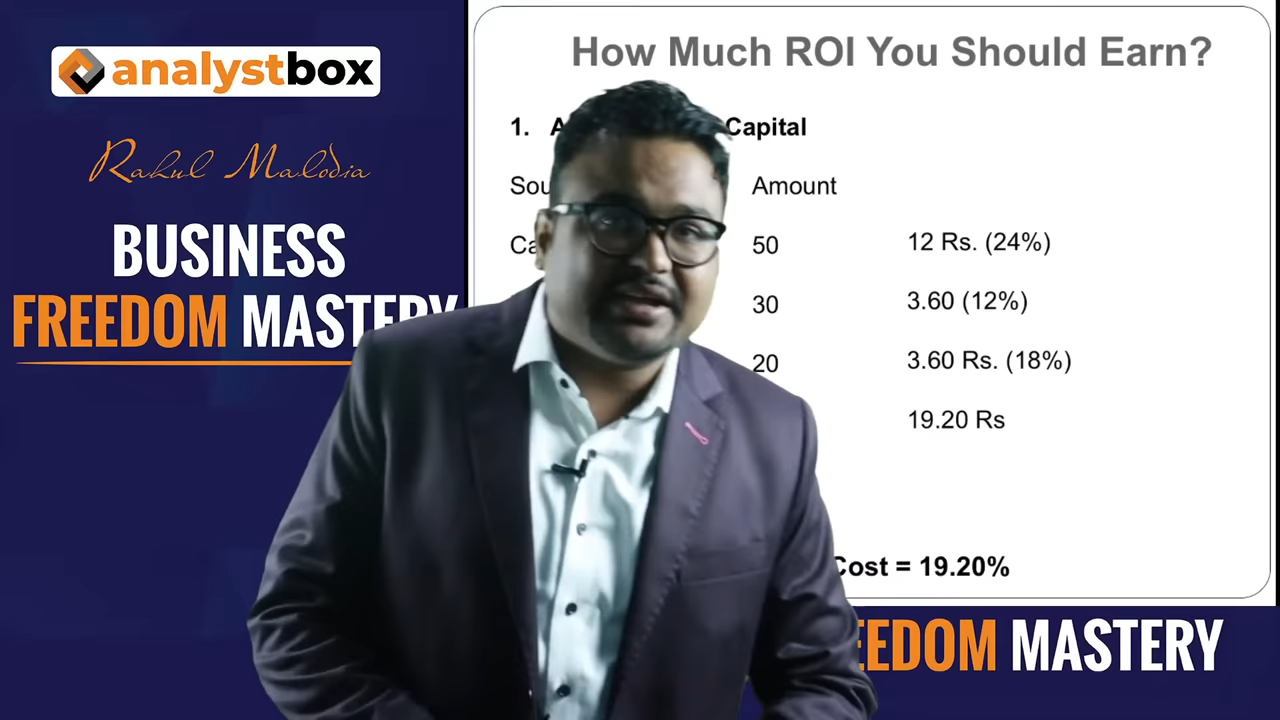 analystbox
Rahul Malodia
BUSINESS
FREEDOM MASTERY
How Much ROI You Should Earn?
1. Capital
Amount
50 12 Rs. (24%)
30 3.60 (12%)
20 3.60 Rs. (18%)
19.20 Rs
Cost = 19.20%
EEDOM MASTERY